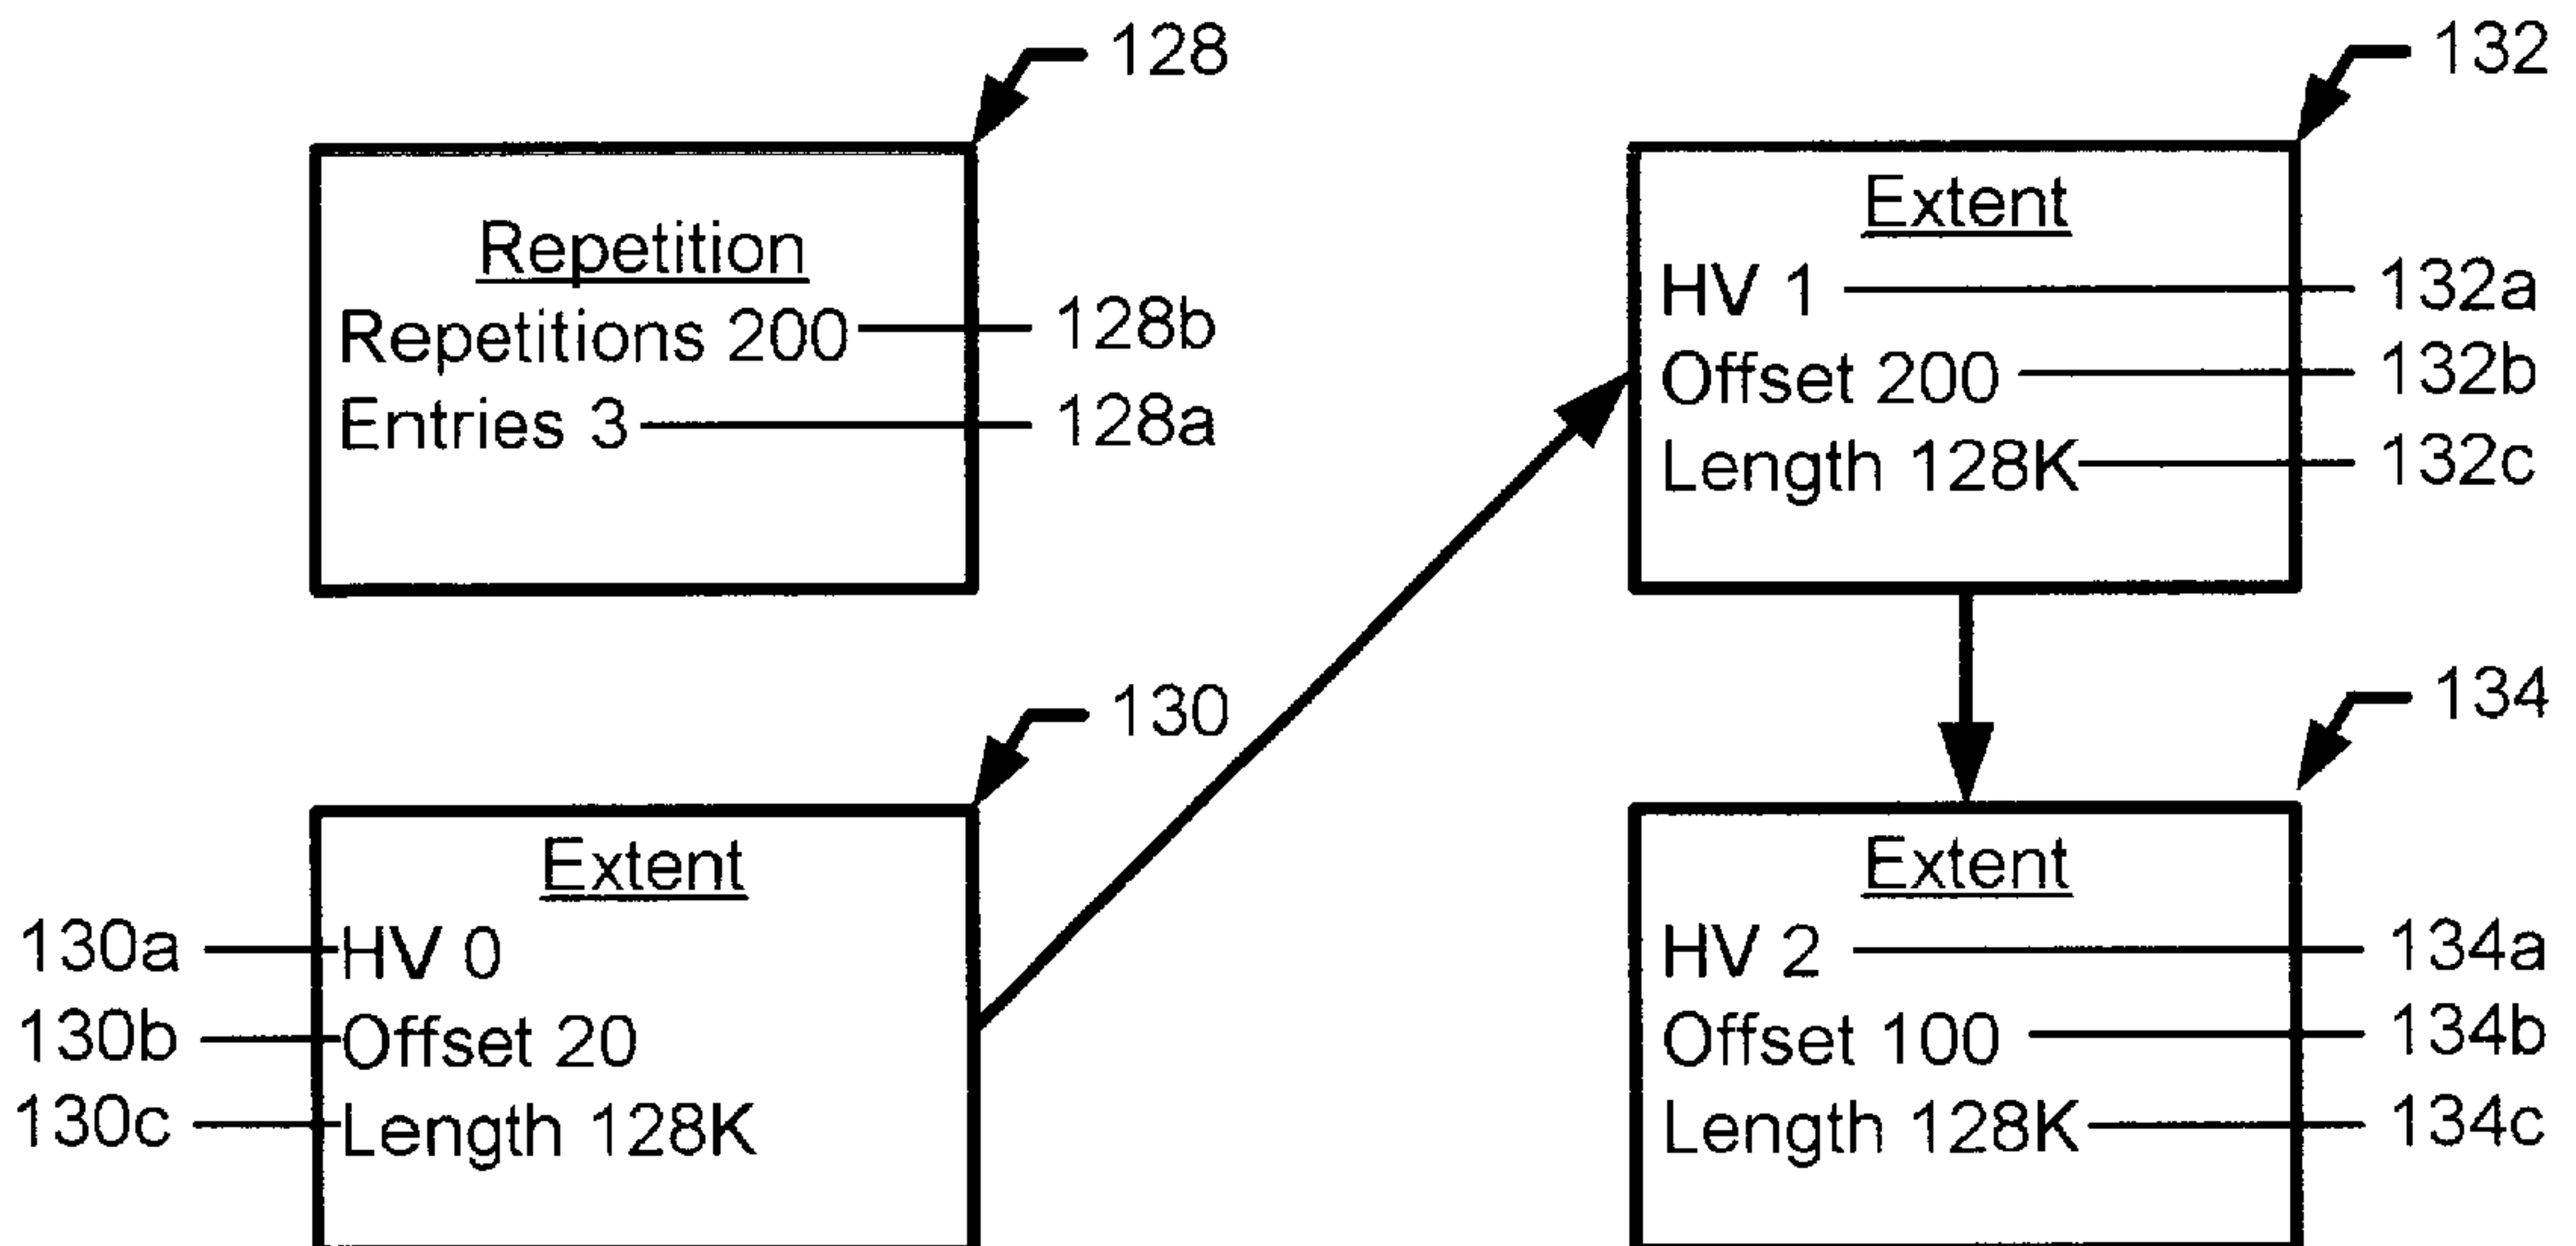 128
Repetition
Repetitions 200
128b
Entries 3
128a
132
Extent
HV 1
132a
Offset 200
132b
Length 128K
132c
130
Extent
130a
HV 0
130b
Offset 20
130c
Length 128K
134
Extent
HV 2
134a
Offset 100
134b
Length 128K
134c